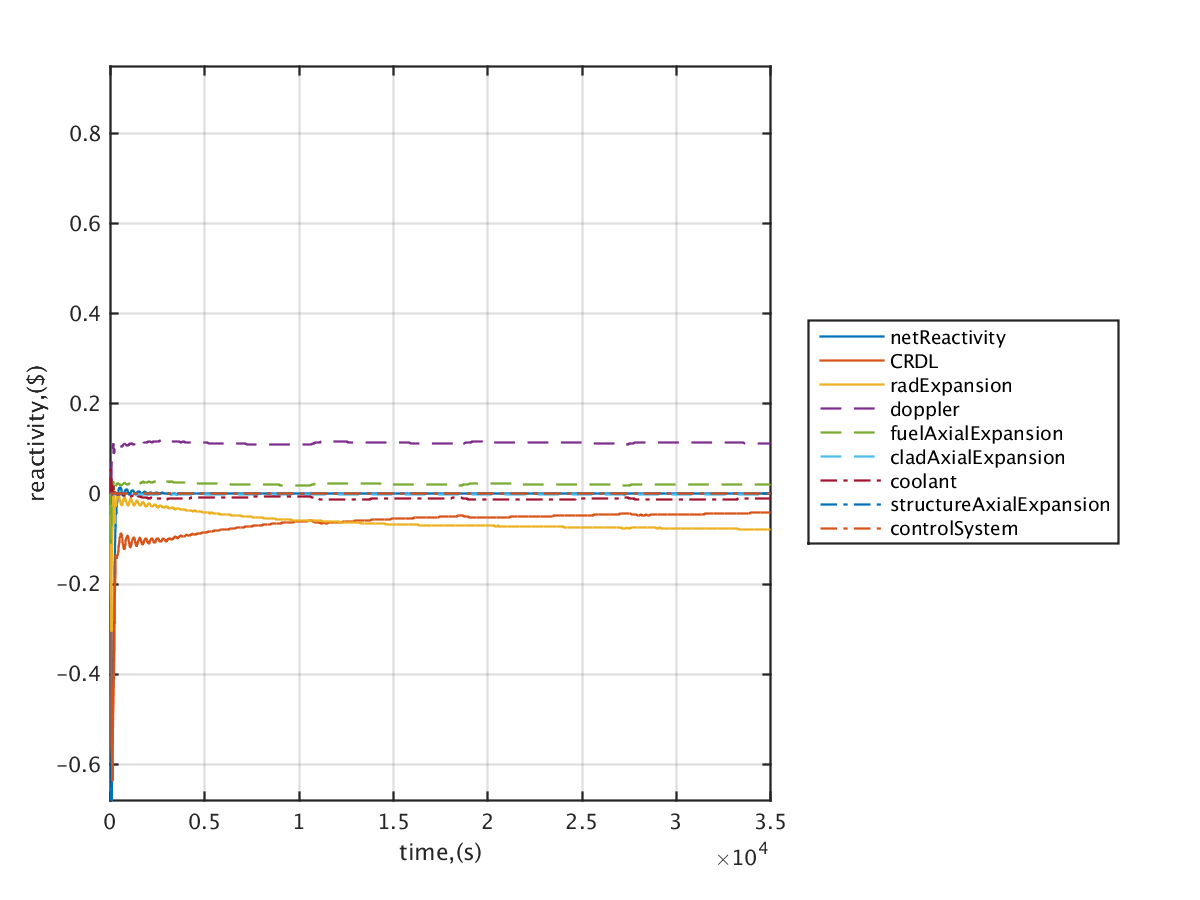 0.8
0.6
0.4
0.2
0
-0.2
-0.4
-0.6
reactivity,($)
0 0.5 1 1.5 2 2.5 3 3.5
time,(s)
×10^4
netReactivity
CRDL
radExpansion
doppler
fuelAxialExpansion
cladAxialExpansion
coolant
structureAxialExpansion
controlSystem